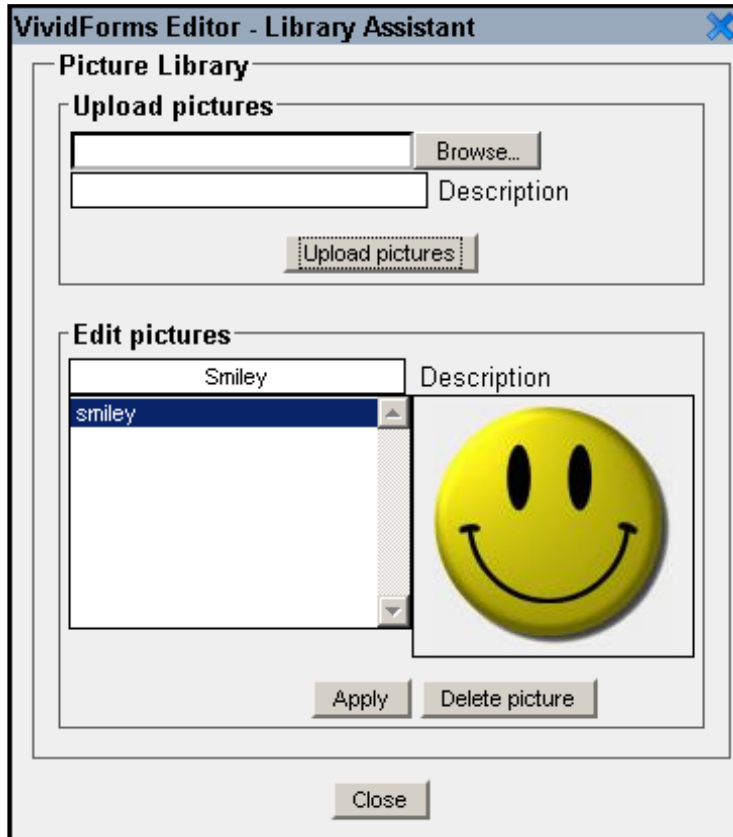 VividForms Editor - Library Assistant
Picture Library
Upload pictures
Browse...
Description
Upload pictures
Edit pictures
Smiley Description
smiley
Apply Delete picture
Close